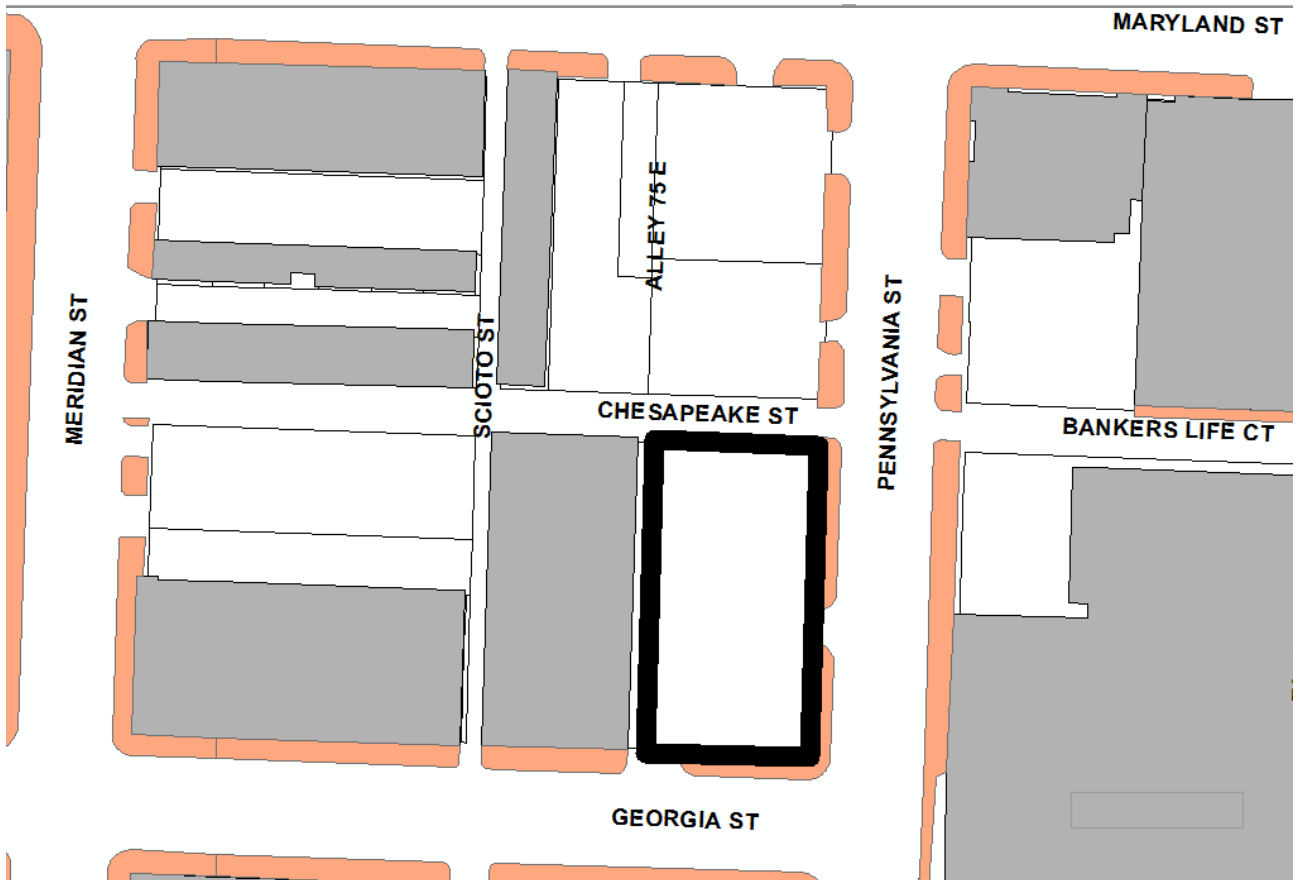 MARYLAND ST
ALLEY 75 E
MERIDIAN ST
SCIOTO ST
PENNSYLVANIA ST
CHESAPEAKE ST
BANKERS LIFE CT
GEORGIA ST